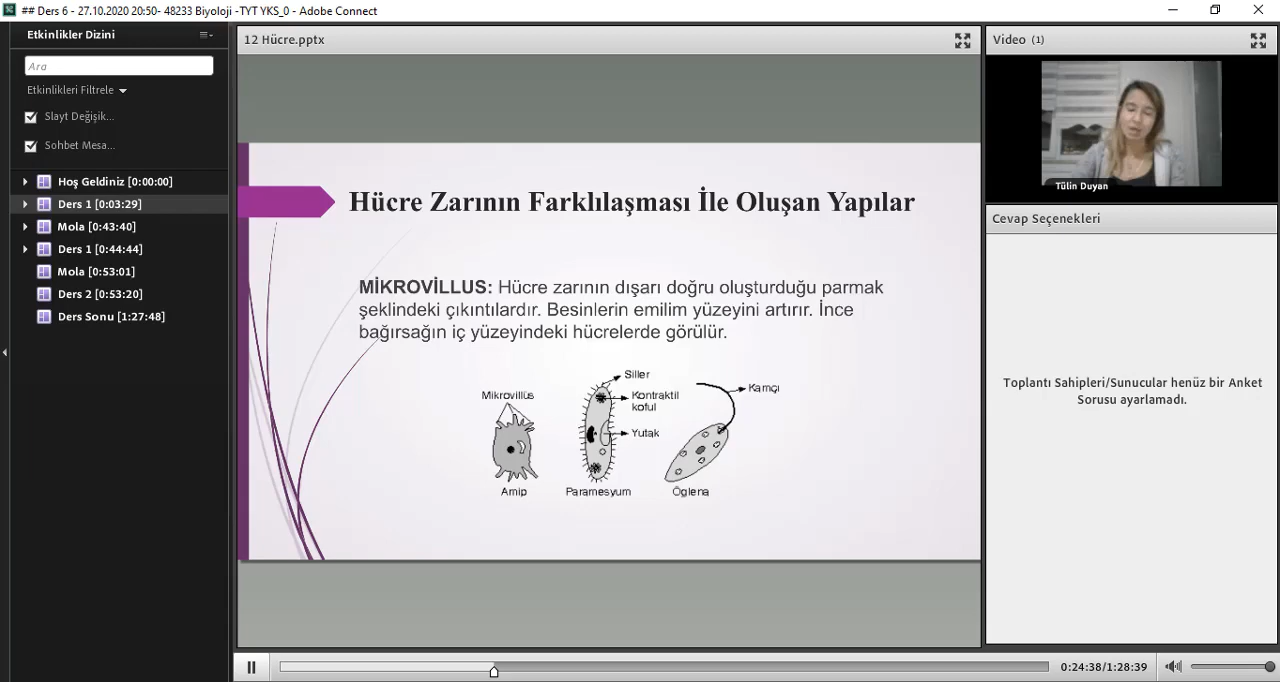 ## Ders 6 - 27.10.2020 20:50- 48233 Biyoloji -TYT YKS_0 - Adobe Connect
Etkinlikler Dizini
Ara
Etkinlikleri Filtrele
Slayt Değişik...
Sohbet Mesa...
Hoş Geldiniz [0:00:00]
Ders 1 [0:03:29]
Mola [0:43:40]
Ders 1 [0:44:44]
Mola [0:53:01]
Ders 2 [0:53:20]
Ders Sonu [1:27:48]
12 Hücre.pptx
Hücre Zarının Farklılaşması İle Oluşan Yapılar
MİKROVİLLUS: Hücre zarının dışarı doğru oluşturduğu parmak
şeklindeki çıkıntılardır. Besinlerin emilim yüzeyini artırır. İnce
bağırsağın iç yüzeyindeki hücrelerde görülür.
Mikrovillüs
Amip
Siller
Kontraktil
koful
Yutak
Paramesyum
Kamçı
Öglena
0:24:38/1:28:39
Video (1)
Tülin Duyan
Cevap Seçenekleri
Toplantı Sahipleri/Sunucular henüz bir Anket
Sorusu ayarlamadı.